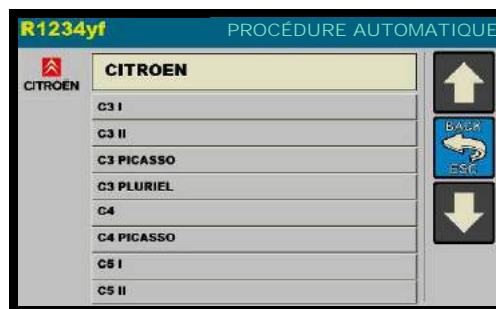 R1234yf PROCÉDURE AUTOMATIQUE
CITROËN
CITROEN
C3 I
C3 II
C3 PICASSO
C3 PLURIEL
C4
C4 PICASSO
C5 I
C5 II
BACK
ESC